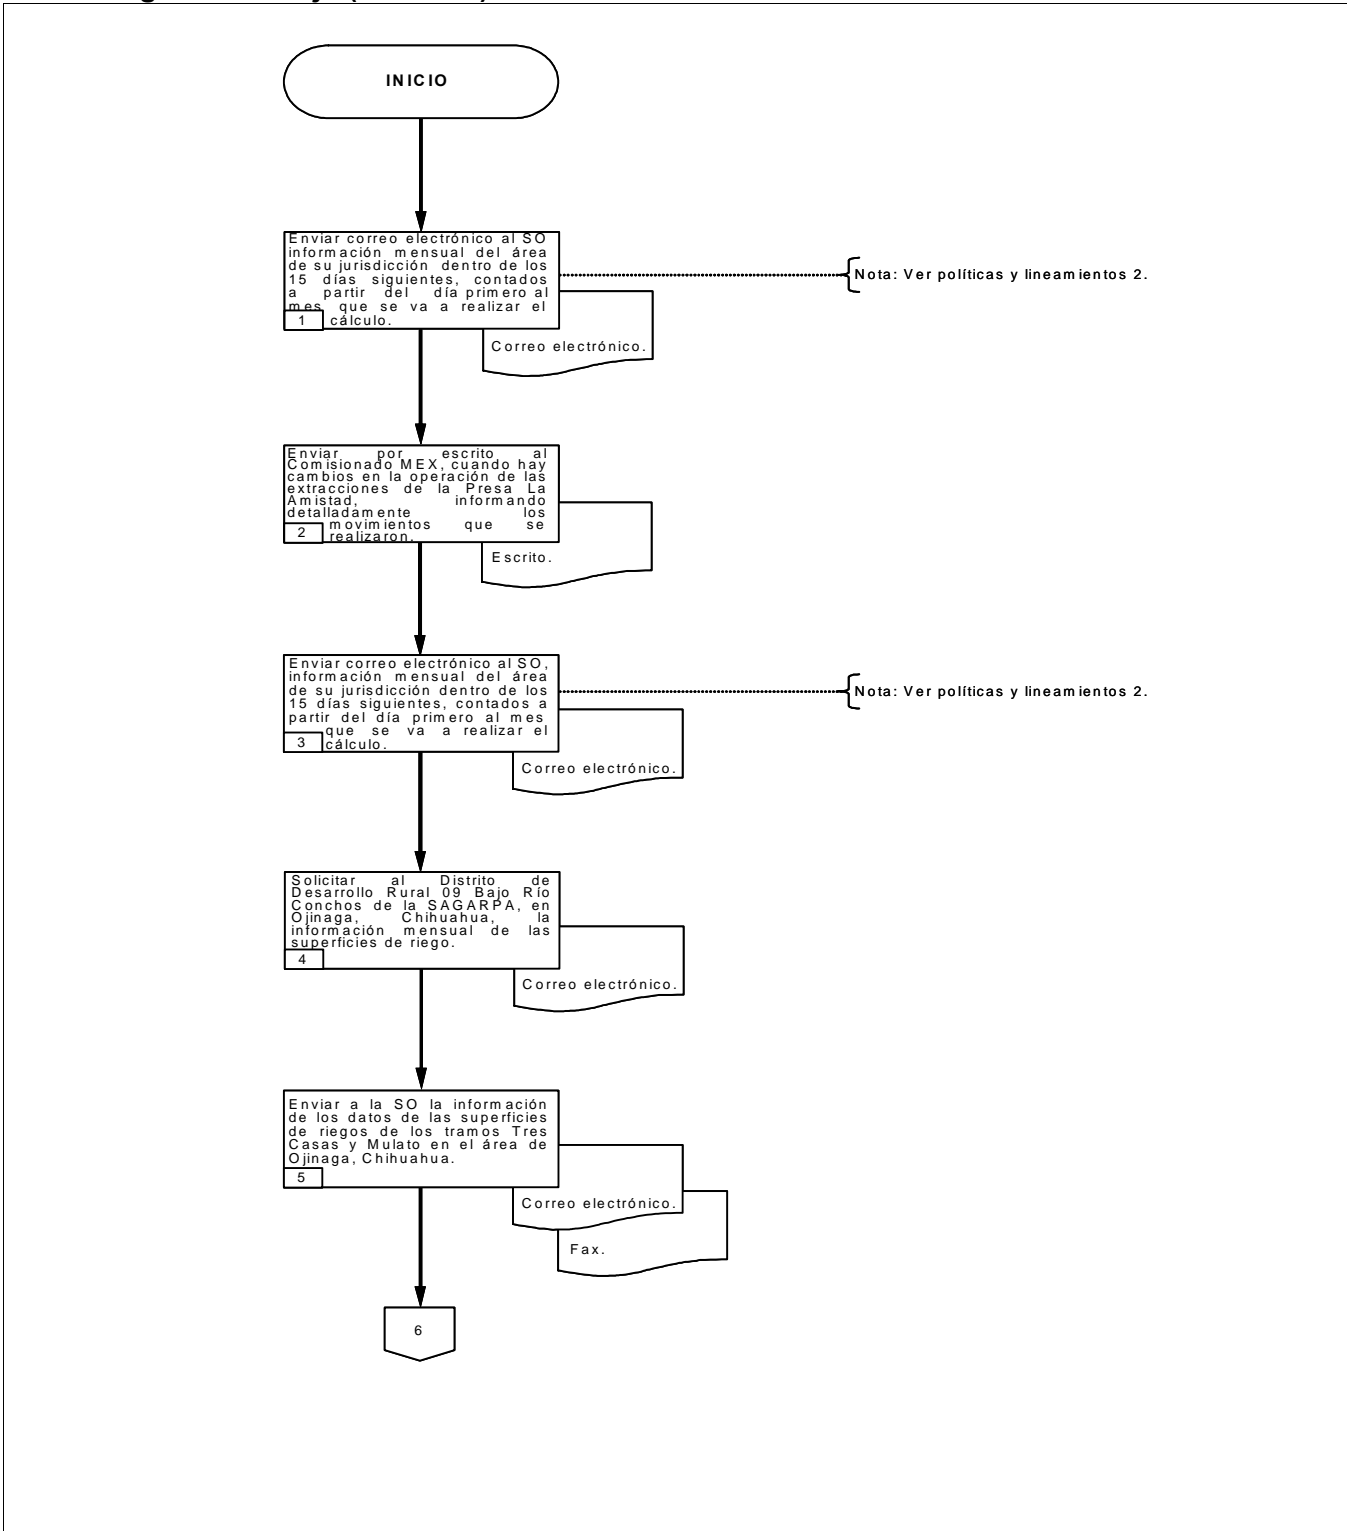 INICIO
Enviar correo electrónico al SO
información mensual del área
de su jurisdicción dentro de los
15 días siguientes, contados
a partir del día primero al
mes que se va a realizar el
1 cálculo.
Nota: Ver políticas y lineamientos 2.
Correo electrónico.
Enviar por escrito al
Comisionado MEX, cuando hay
cambios en la operación de las
extracciones de la Presa La
Amistad, informando
detalladamente los
movimientos que se
2 realizaron.
Escrito.
Enviar correo electrónico al SO,
información mensual del área
de su jurisdicción dentro de los
15 días siguientes, contados a
partir del día primero al mes
que se va a realizar el
3 cálculo.
Nota: Ver políticas y lineamientos 2.
Correo electrónico.
Solicitar al Distrito de
Desarrollo Rural 09 Bajo Río
Conchos de la SAGARPA, en
Ojinaga, Chihuahua, la
información mensual de las
superficies de riego.
4
Correo electrónico.
Enviar a la SO la información
de los datos de las superficies
de riegos de los tramos Tres
Casas y Mulato en el área de
Ojinaga, Chihuahua.
5
Correo electrónico.
Fax.
6